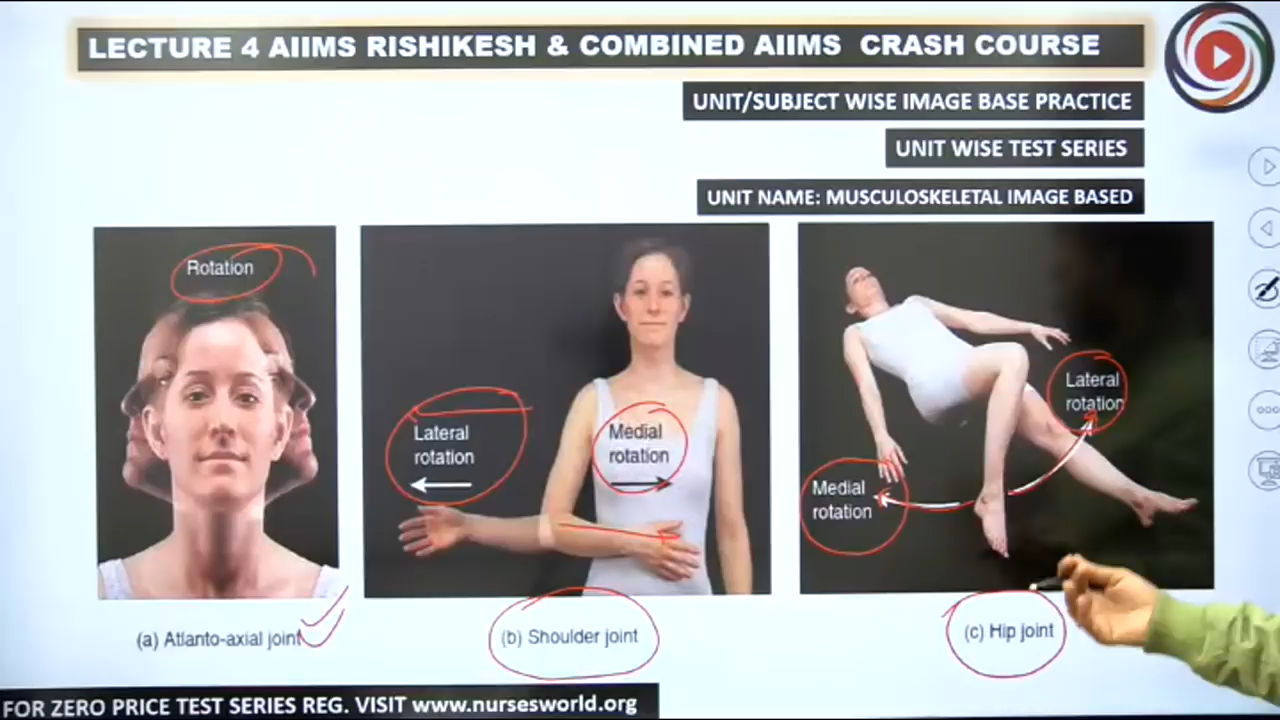 LECTURE 4 AIIMS RISHIKESH & COMBINED AIIMS CRASH COURSE
UNIT/SUBJECT WISE IMAGE BASE PRACTICE
UNIT WISE TEST SERIES
UNIT NAME: MUSCULOSKELETAL IMAGE BASED
Rotation
Lateral
rotation
Medial
rotation
Lateral
rotation
Medial
rotation
(a) Atlanto-axial joint
(b) Shoulder joint
(c) Hip joint
FOR ZERO PRICE TEST SERIES REG. VISIT www.nursesworld.org